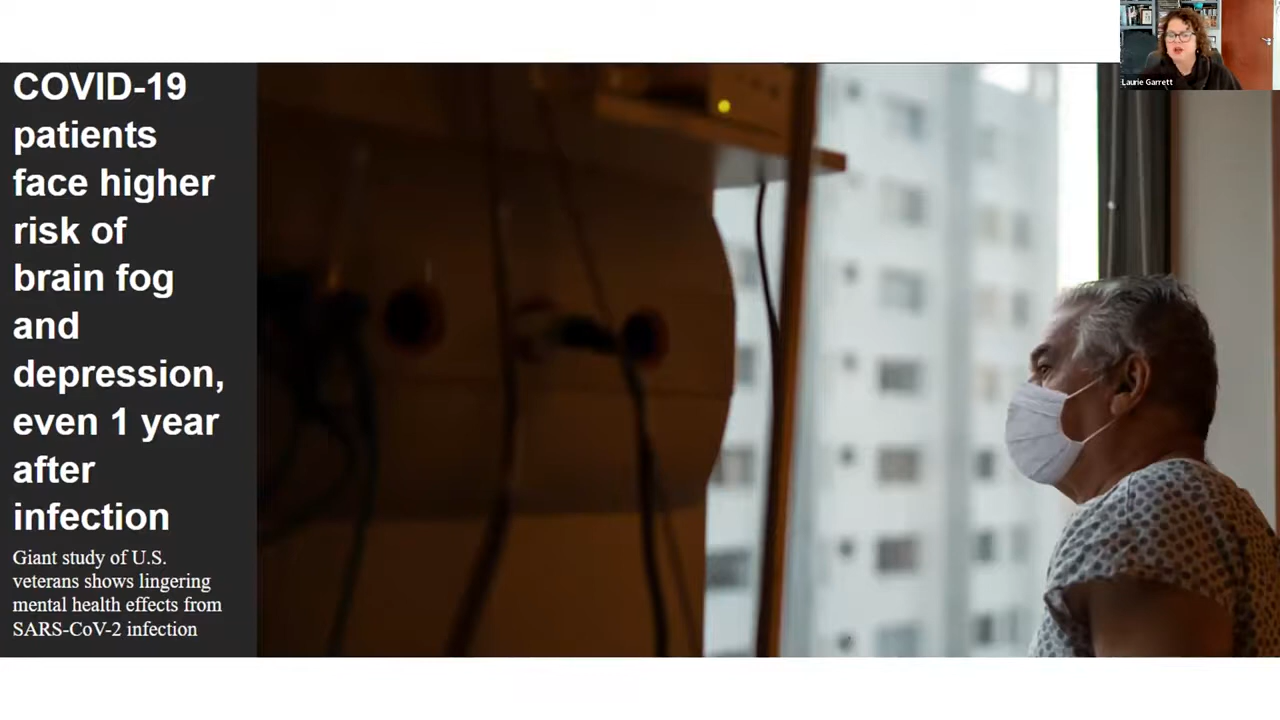 COVID-19
patients
face higher
risk of
brain fog
and
depression,
even 1 year
after
infection
Giant study of U.S.
veterans shows lingering
mental health effects from
SARS-CoV-2 infection
Laurie Garrett